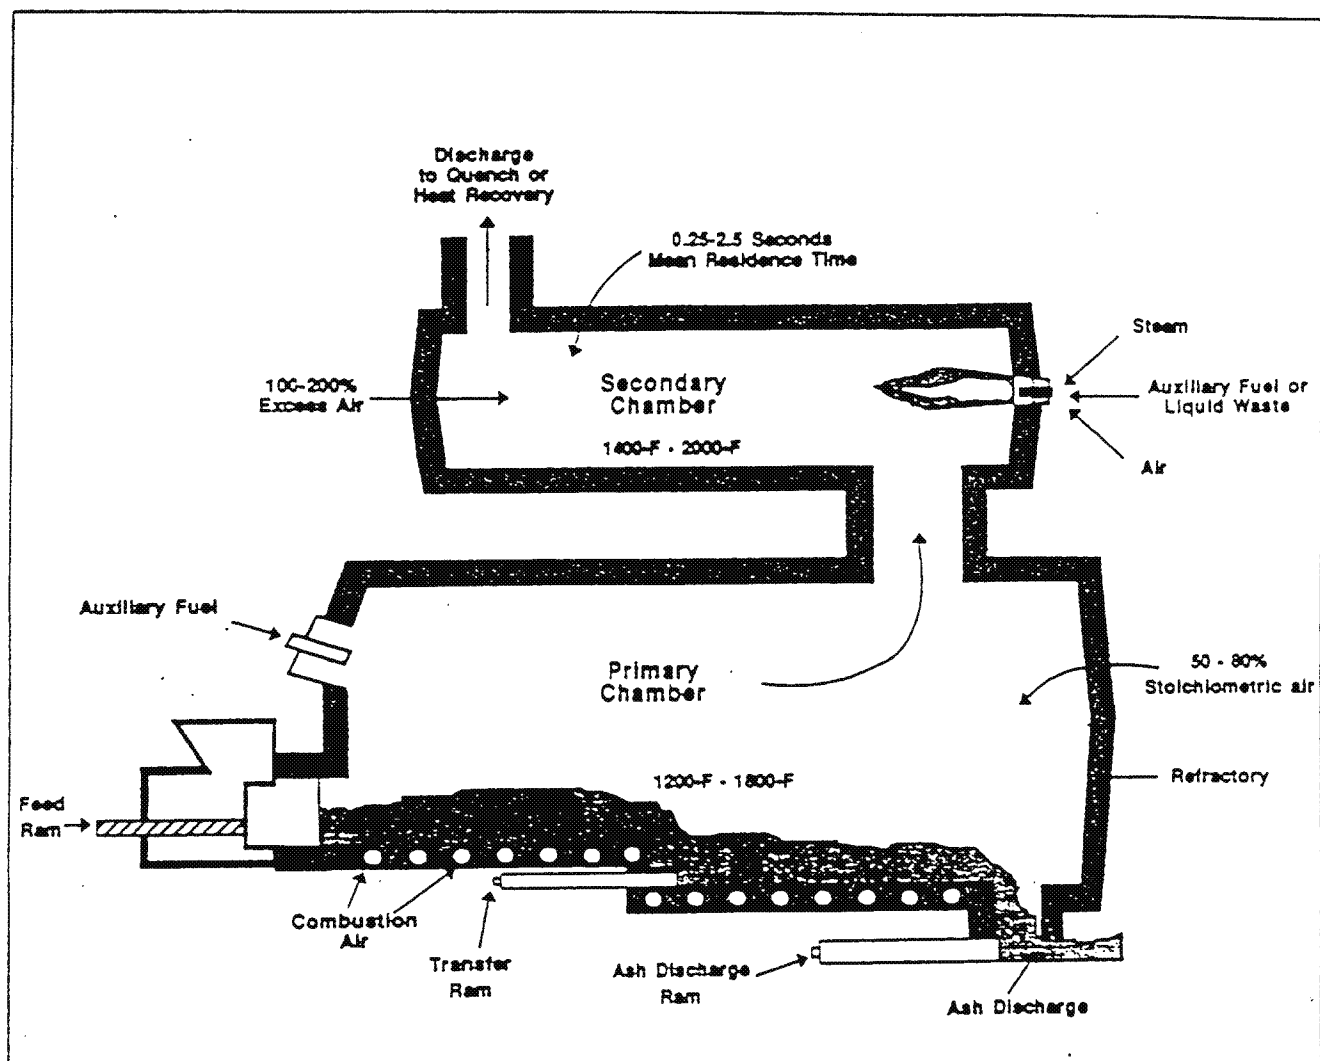 Discharge
to Quench or
Heat Recovery
0.25-2.5 Seconds
Mean Residence Time
Steam
100-200%
Excess Air
Secondary
Chamber
Auxiliary Fuel or
Liquid Waste
1400-F - 2000-F
Air
Auxiliary Fuel
Primary
Chamber
50 - 80%
Stoichiometric air
1200-F - 1800-F
Refractory
Feed
Ram
Combustion
Air
Transfer
Ram
Ash Discharge
Ram
Ash Discharge